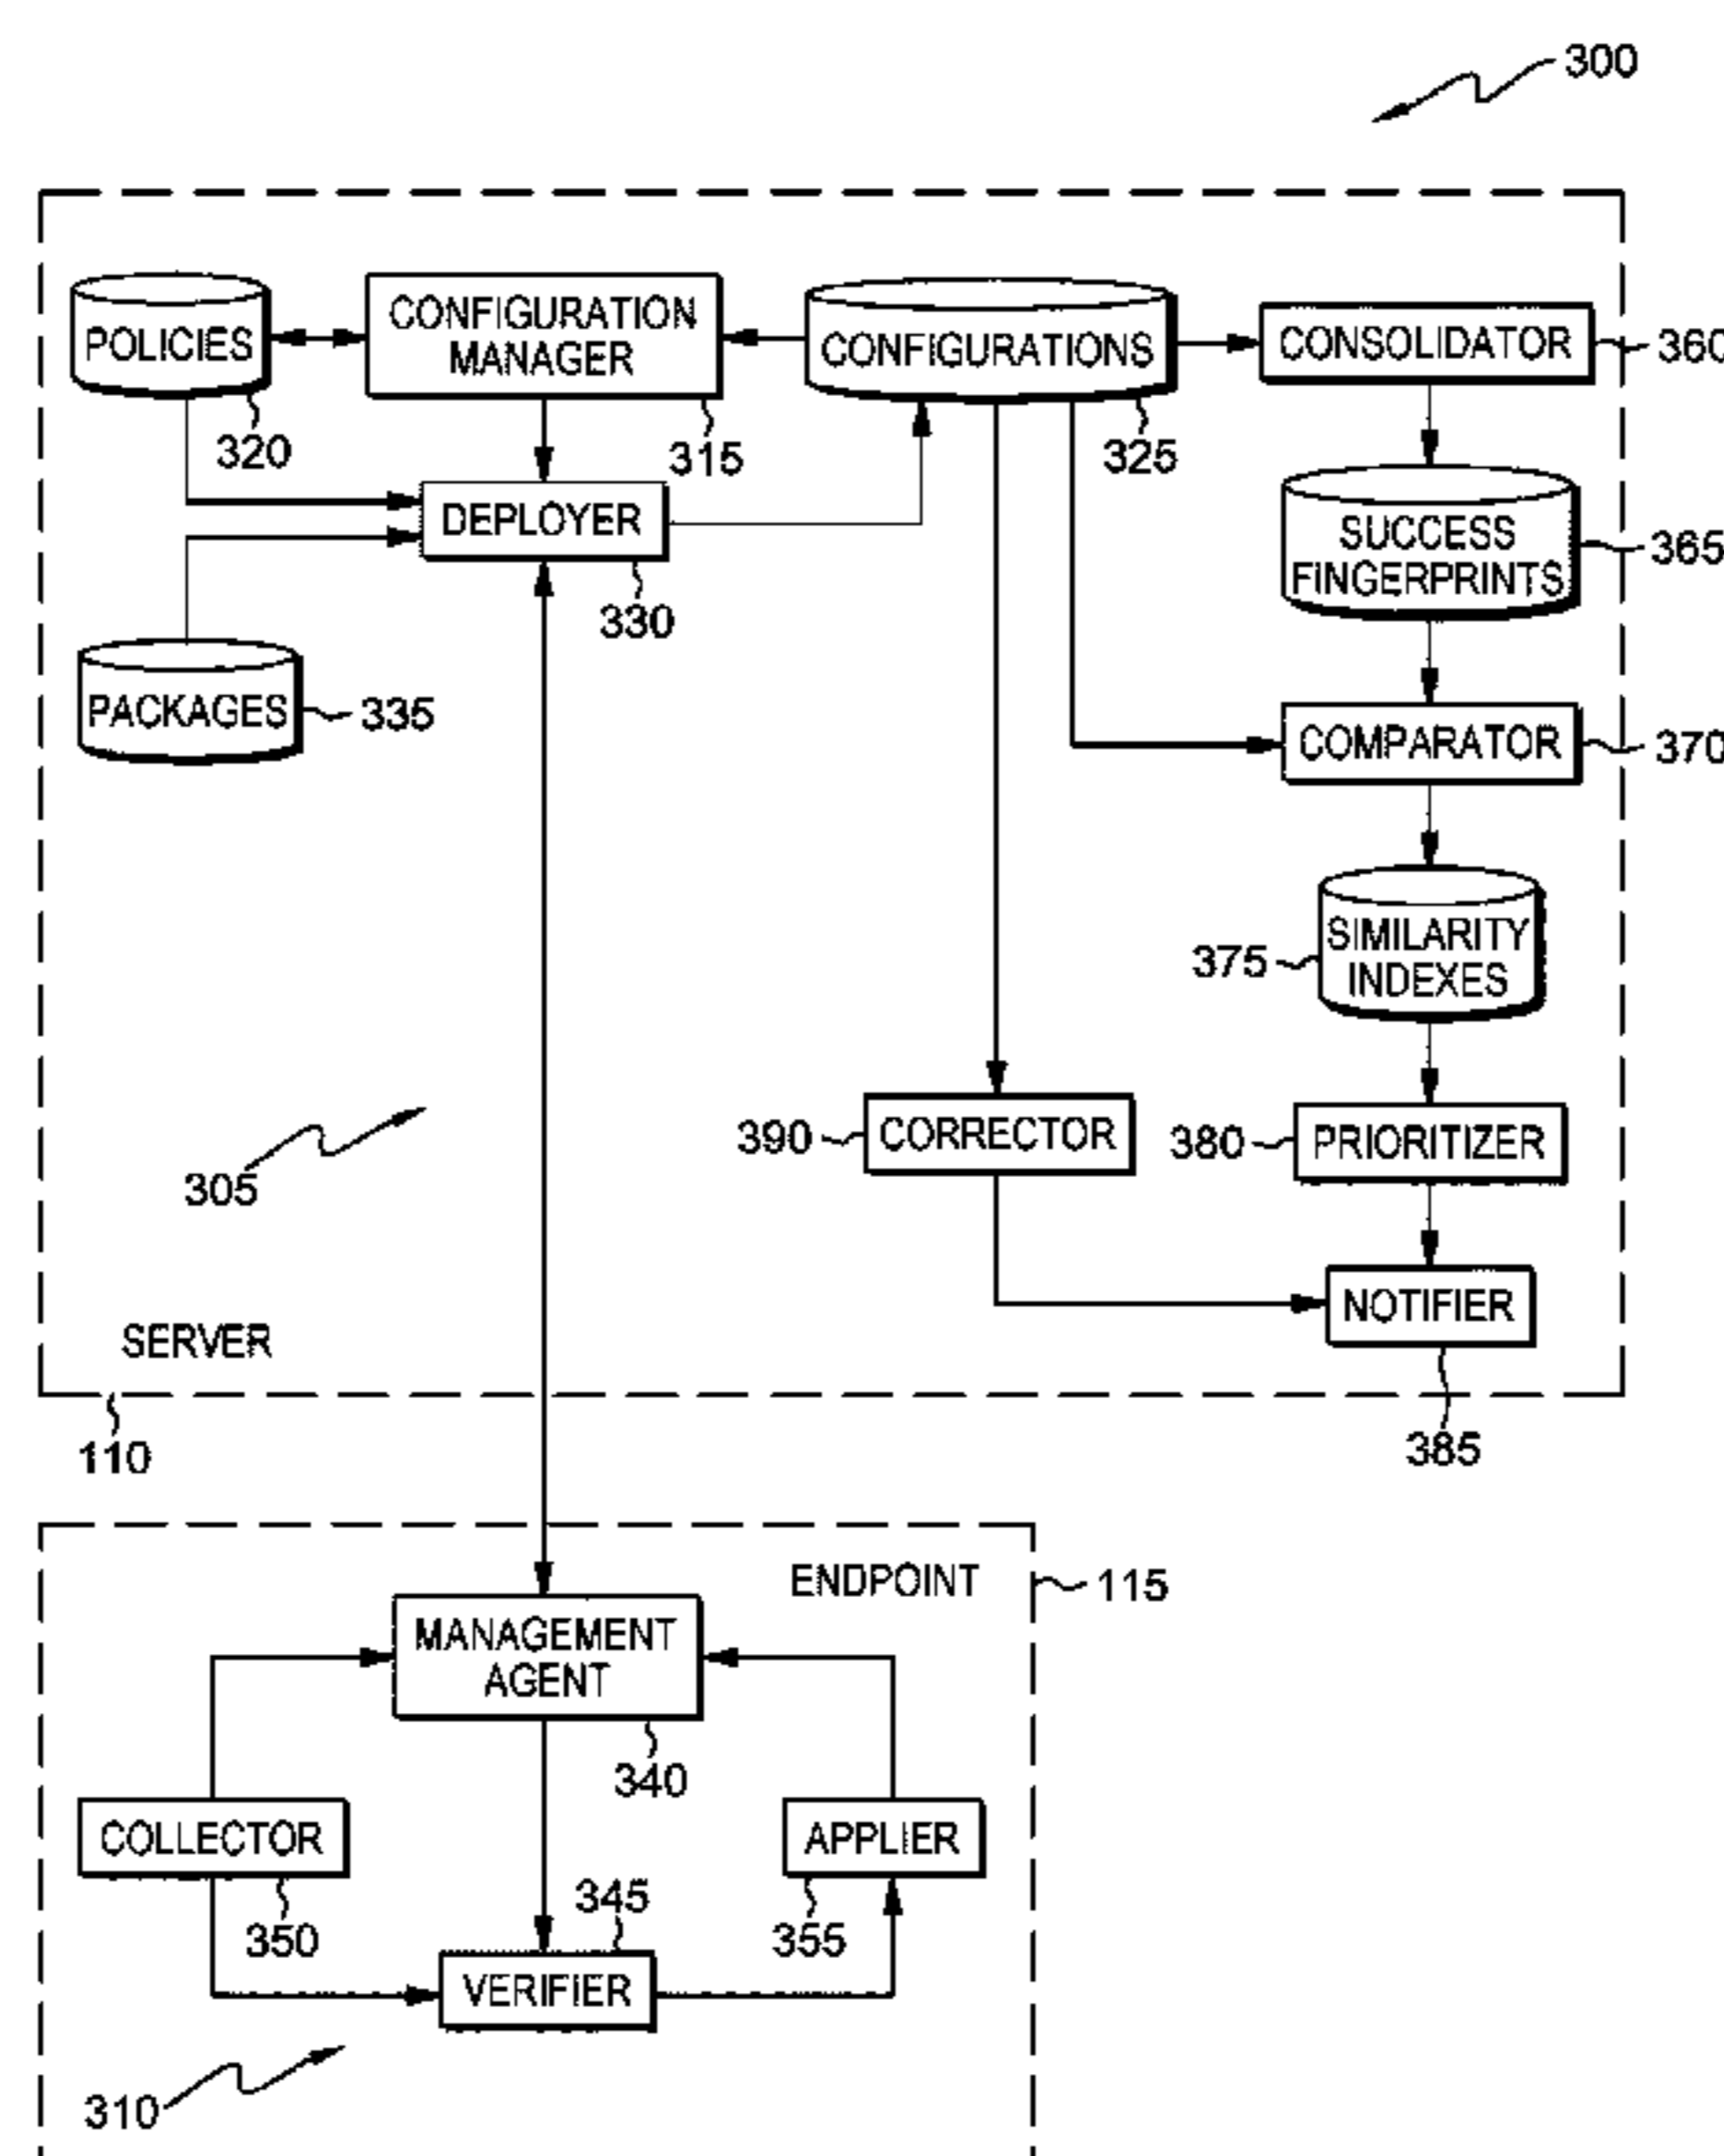 300
POLICIES
CONFIGURATION
MANAGER
CONFIGURATIONS
CONSOLIDATOR
360
320
315
325
DEPLOYER
330
SUCCESS
FINGERPRINTS
365
PACKAGES
335
COMPARATOR
370
SIMILARITY
INDEXES
375
390
CORRECTOR
380
PRIORITIZER
305
NOTIFIER
SERVER
110
385
ENDPOINT
115
MANAGEMENT
AGENT
340
COLLECTOR
APPLIER
350
345
355
VERIFIER
310